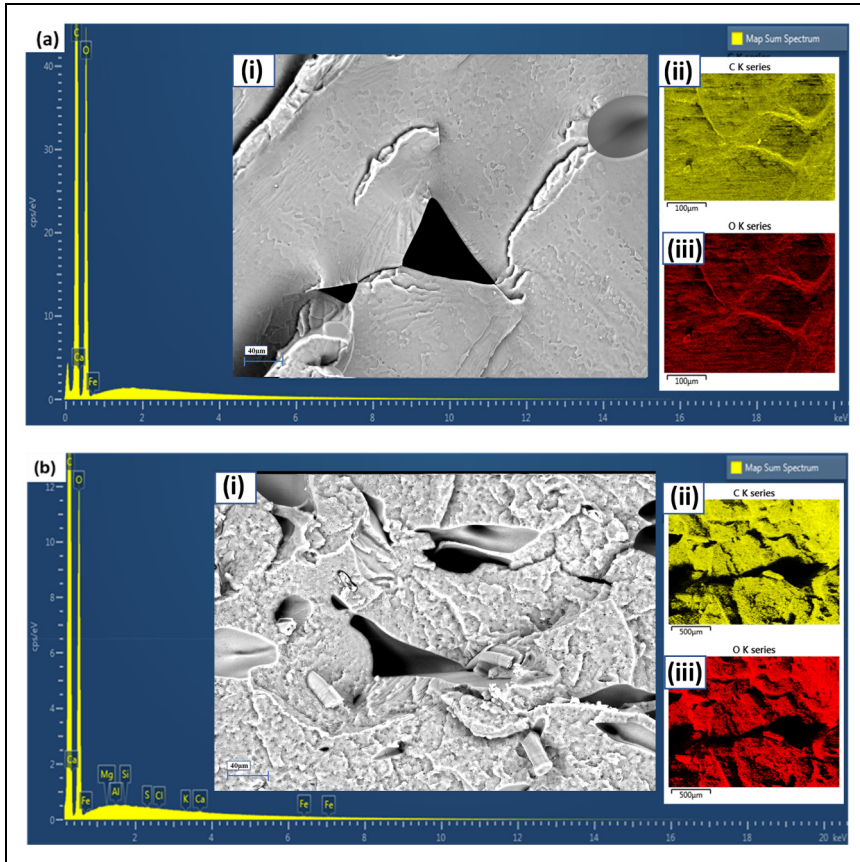 (a)
C
O
Map Sum Spectrum
(i)
(ii)
C K series
100µm
(iii)
O K series
100µm
40
30
20
10
0
cps/eV
Ca
Fe
40µm
0 2 4 6 8 10 12 14 16 18 keV
(b)
C
O
Map Sum Spectrum
(i)
(ii)
C K series
500µm
O K series
(iii)
500µm
12
10
8
6
4
2
0
cps/eV
Ca
Fe
Mg
Al
Si
S
Cl
K
Ca
Fe
Fe
40µm
2 4 6 8 10 12 14 16 18 20 keV